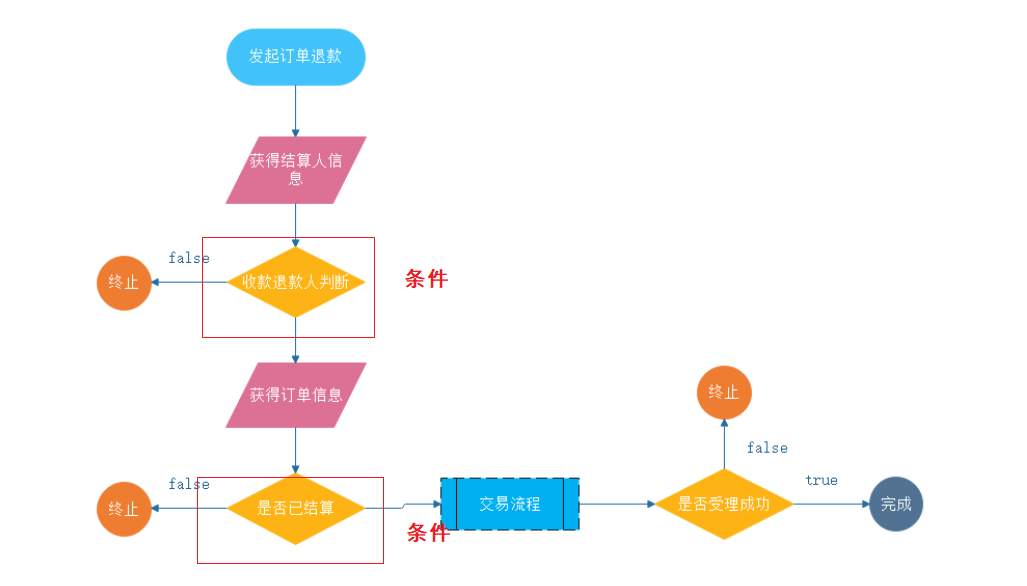 发起订单退款
获得结算人信
息
false
终止
收款退款人判断
条件
获得订单信息
终止
false
true
false
终止
是否已结算
条件
交易流程
是否受理成功
完成